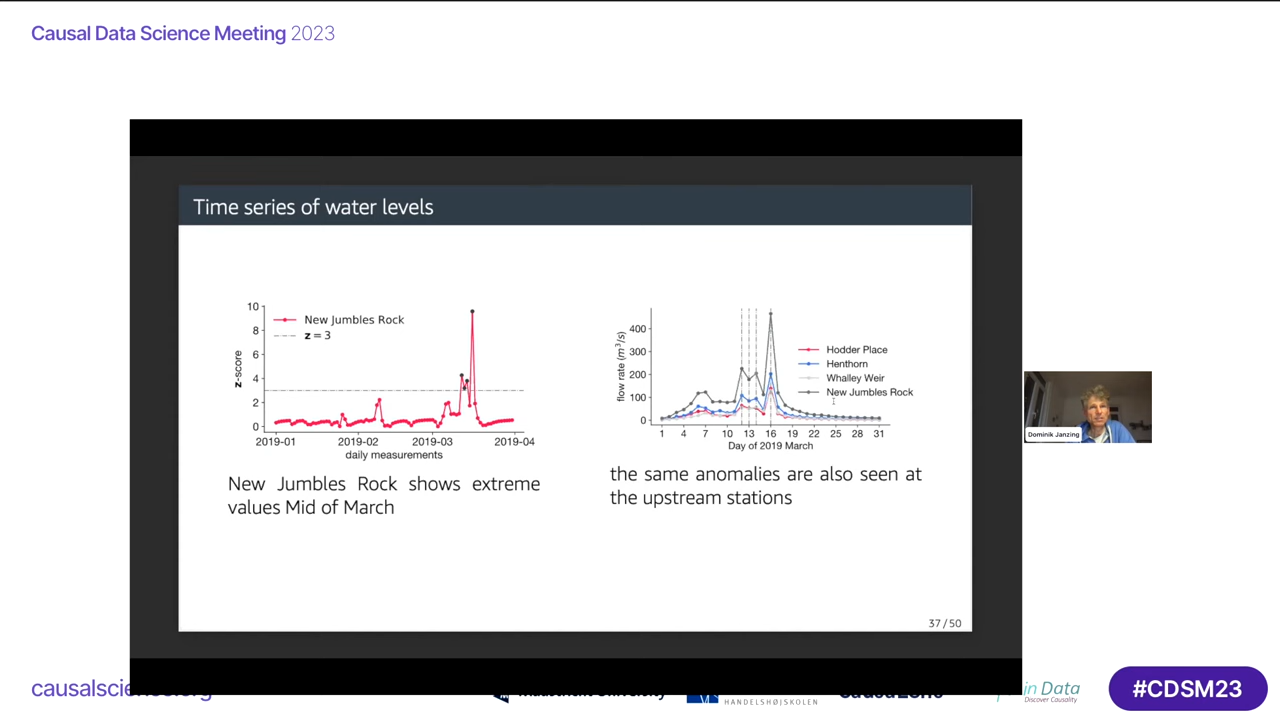 Causal Data Science Meeting 2023
Time series of water levels
10
8
6
4
2
0
z-score
New Jumbles Rock
z = 3
2019-01 2019-02 2019-03 2019-04
daily measurements
400
300
200
100
0
flow rate (m³/s)
Hodder Place
Henthorn
Whalley Weir
New Jumbles Rock
1 4 7 10 13 16 19 22 25 28 31
Day of 2019 March
New Jumbles Rock shows extreme
values Mid of March
the same anomalies are also seen at
the upstream stations
37 / 50
Dominik Janzing
HANDELSHØJSKOLEN
Data
Discover Causality
#CDSM23